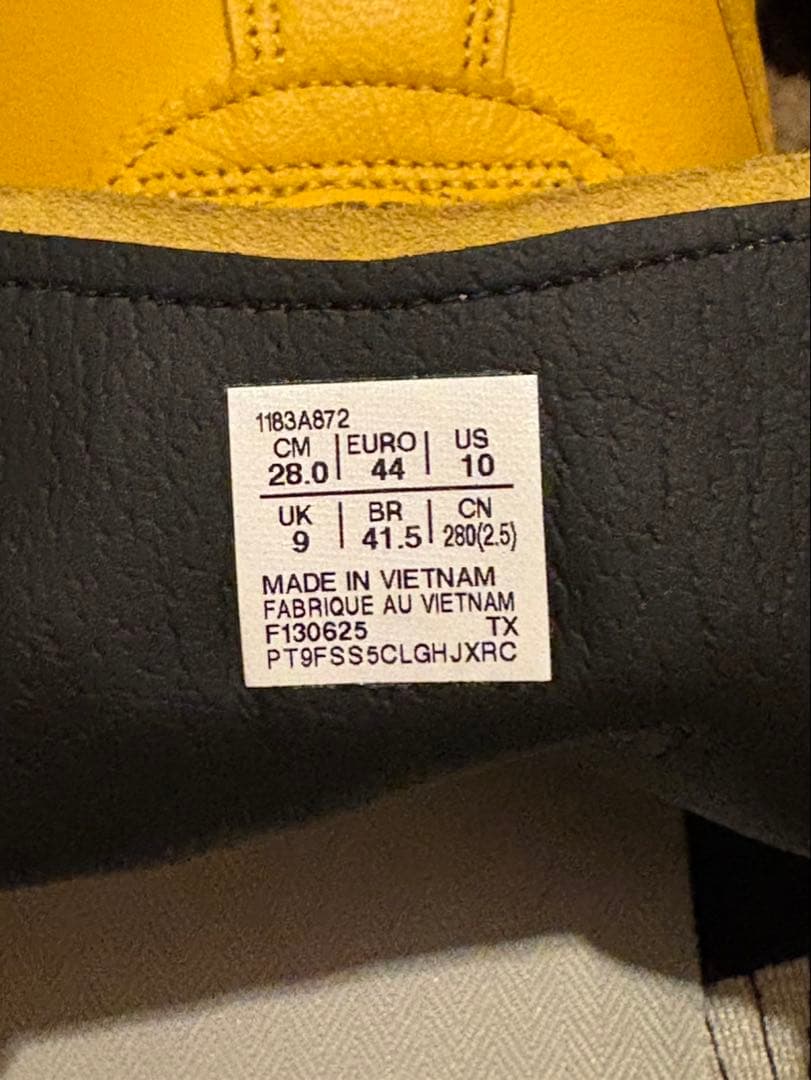 1183A872
CM | EURO | US
28.0 | 44 | 10
UK | BR | CN
9 | 41.5 | 280(2.5)
MADE IN VIETNAM
FABRIQUE AU VIETNAM
F130625 TX
PT9FSS5CLGHJXRC